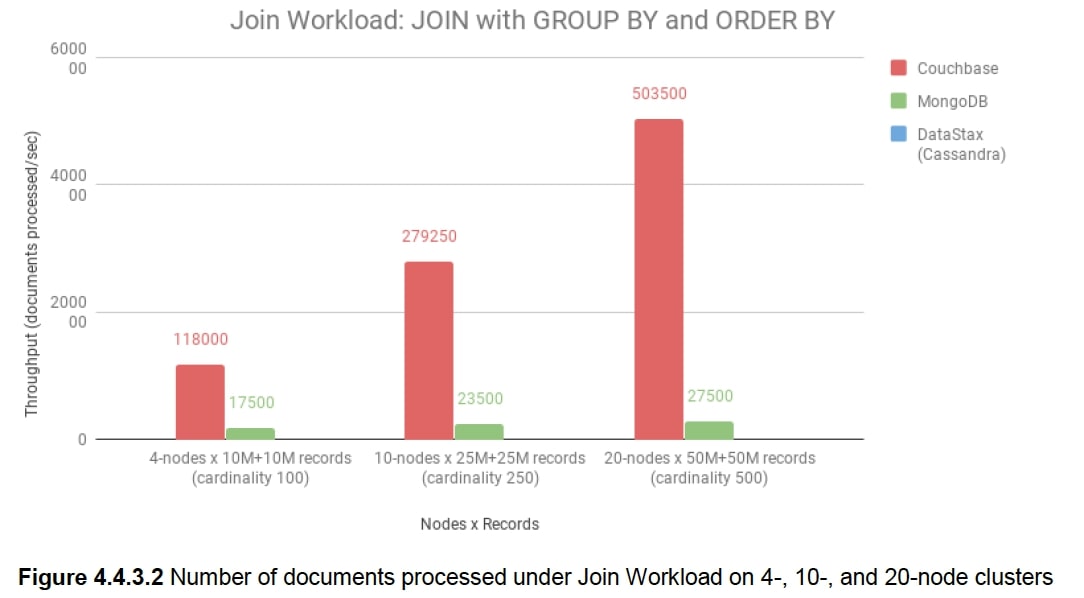 Join Workload: JOIN with GROUP BY and ORDER BY
6000
00
4000
00
2000
00
0
Throughput (documents processed/sec)
503500
279250
118000
17500
23500
27500
Couchbase
MongoDB
DataStax
(Cassandra)
4-nodes x 10M+10M records
(cardinality 100)
10-nodes x 25M+25M records
(cardinality 250)
20-nodes x 50M+50M records
(cardinality 500)
Nodes x Records
Figure 4.4.3.2 Number of documents processed under Join Workload on 4-, 10-, and 20-node clusters